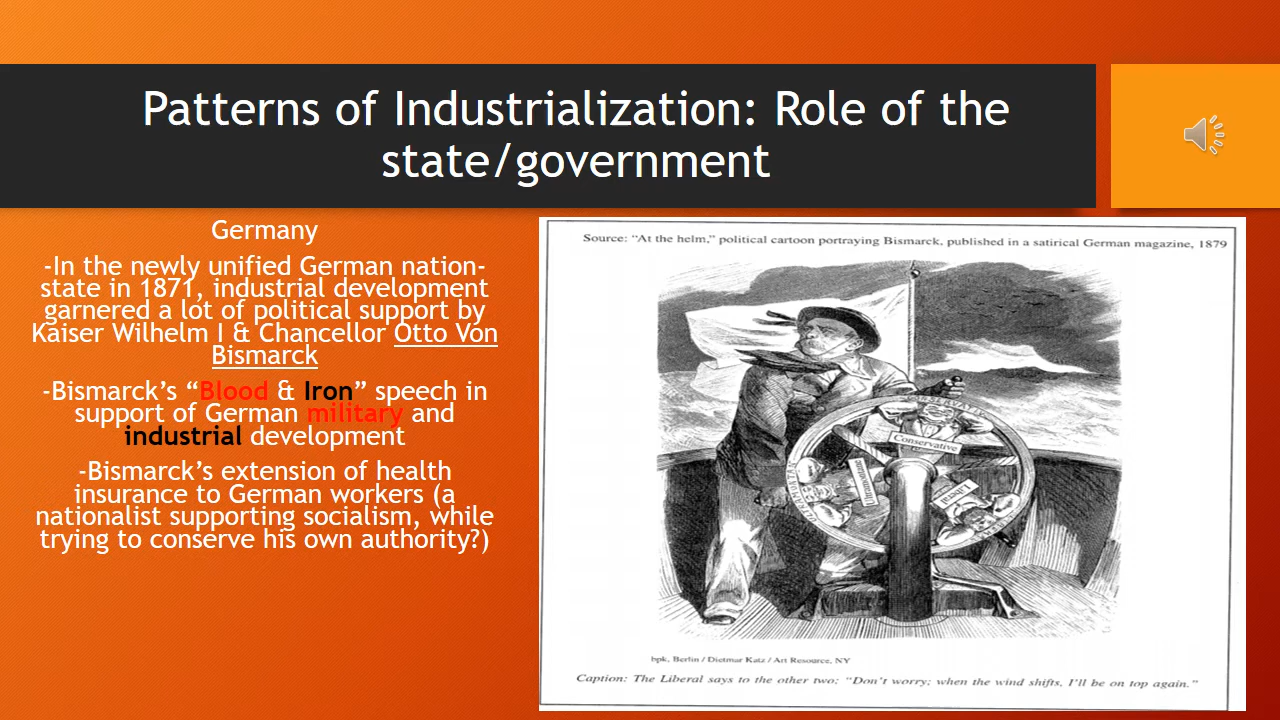 Patterns of Industrialization: Role of the
state/government
Germany
-In the newly unified German nation-
state in 1871, industrial development
garnered a lot of political support by
Kaiser Wilhelm I & Chancellor Otto Von
Bismarck
-Bismarck's “Blood & Iron” speech in
support of German military and
industrial development
-Bismarck's extension of health
insurance to German workers (a
nationalist supporting socialism, while
trying to conserve his own authority?)
Source: "At the helm," political cartoon portraying Bismarck, published in a satirical German magazine, 1879
Conservative
Ultramontane
Liberal
bpk, Berlin / Dietmar Katz / Art Resource, NY
Caption: The Liberal says to the other two; "Don't worry; when the wind shifts, I'll be on top again."